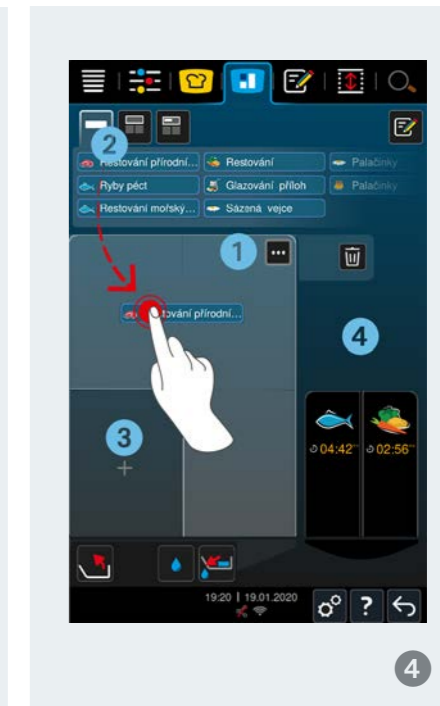 2
Restování přírodní...
Restování
Palačinky
Ryby péct
Glazování příloh
Palačinky
Restování mořský...
Sázená vejce
1
...tování přírodní...
4
3
04:42
02:56
19:20 | 19.01.2020
?
4